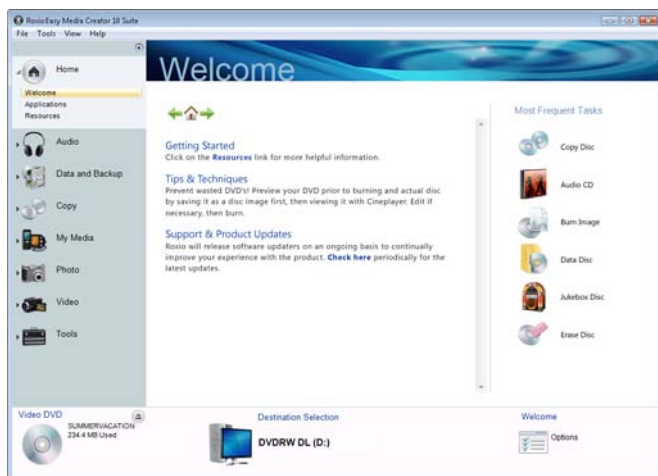 RoxioEasy Media Creator 10 Suite
File Tools View Help
Home
Welcome
Applications
Resources
Audio
Data and Backup
Copy
My Media
Photo
Video
Tools
Welcome
Getting Started
Click on the Resources link for more helpful information.
Tips & Techniques
Prevent wasted DVD's! Preview your DVD prior to burning and actual disc
by saving it as a disc image first, then viewing it with Cineplayer. Edit if
necessary, then burn.
Support & Product Updates
Roxio will release software updaters on an ongoing basis to continually
improve your experience with the product. Check here periodically for the
latest updates.
Most Frequent Tasks
Copy Disc
Audio CD
Burn Image
Data Disc
Jukebox Disc
Erase Disc
Video DVD
SUMMERVACATION
234.4 MB Used
Destination Selection
DVDRW DL (D:)
Welcome
Options